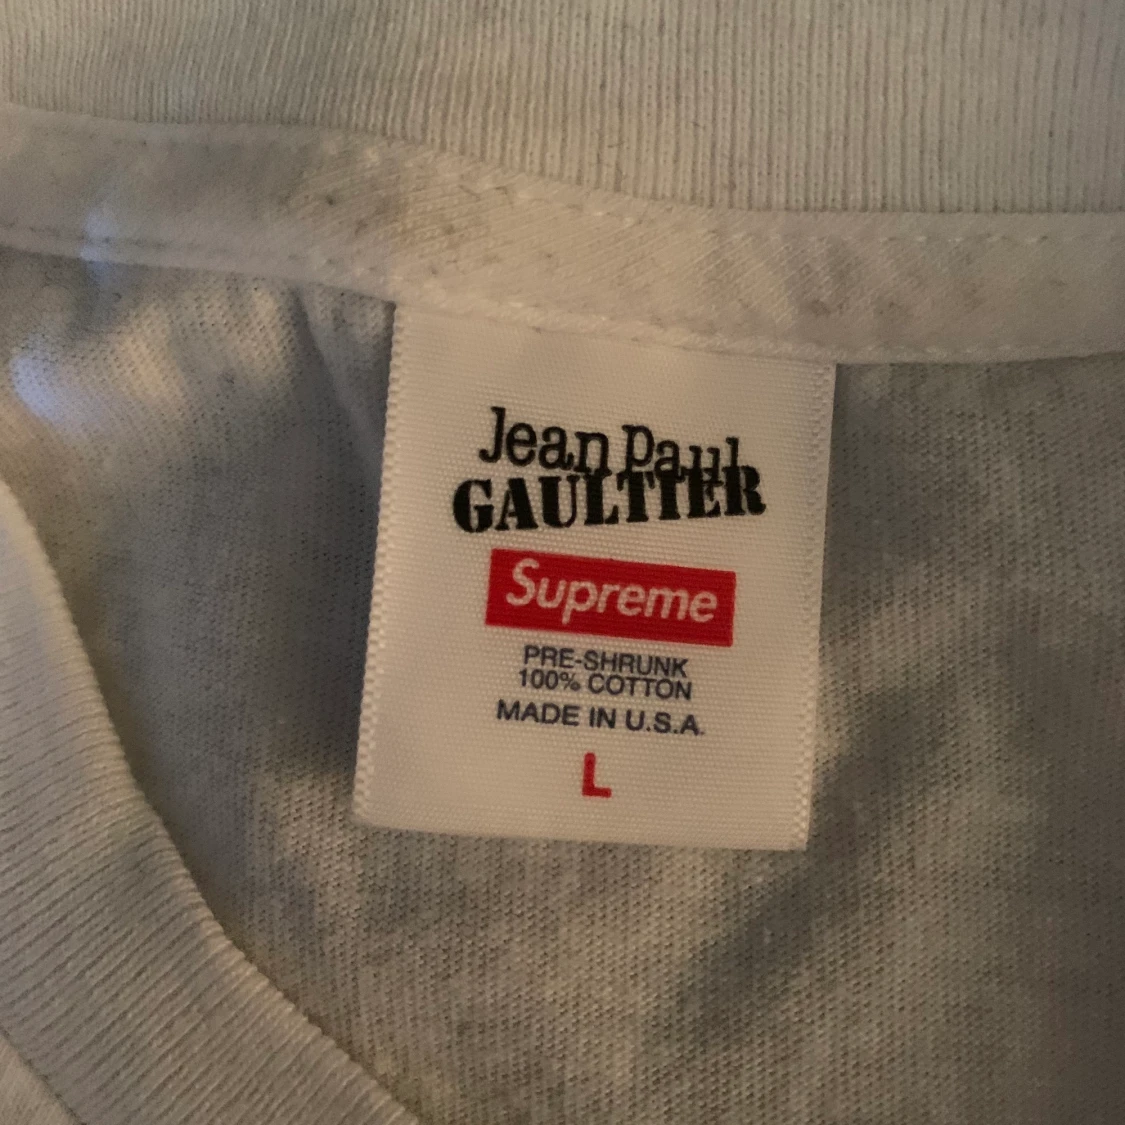 Jean Paul
GAULTIER
Supreme
PRE-SHRUNK
100% COTTON
MADE IN U.S.A.
L